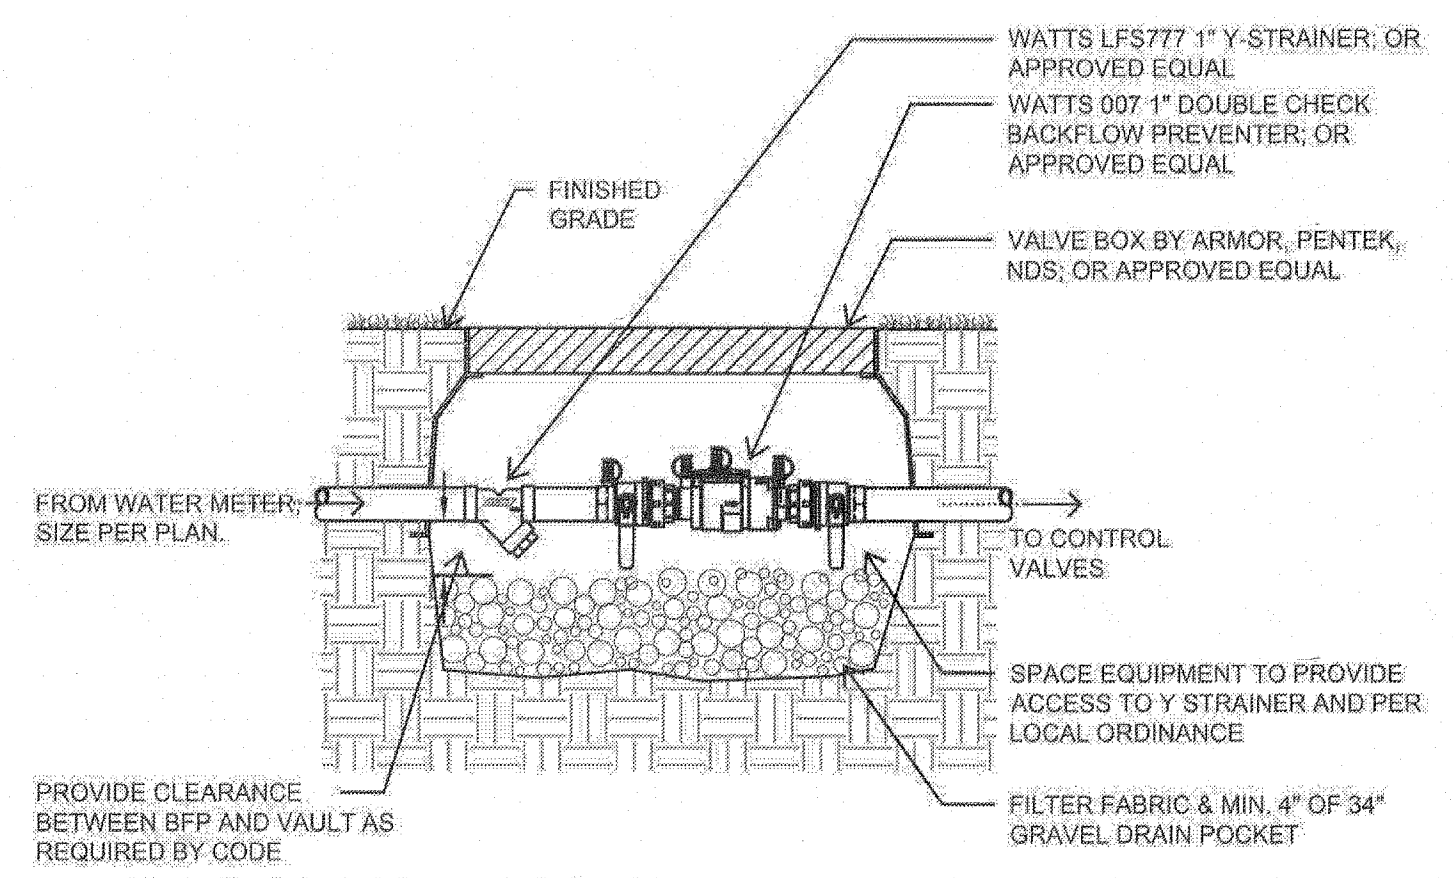 WATTS LFS777 1" Y-STRAINER; OR
APPROVED EQUAL
WATTS 007 1" DOUBLE CHECK
BACKFLOW PREVENTER; OR
APPROVED EQUAL
FINISHED
GRADE
VALVE BOX BY ARMOR, PENTEK,
NDS; OR APPROVED EQUAL
FROM WATER METER;
SIZE PER PLAN.
TO CONTROL
VALVES
SPACE EQUIPMENT TO PROVIDE
ACCESS TO Y STRAINER AND PER
LOCAL ORDINANCE
PROVIDE CLEARANCE
BETWEEN BFP AND VAULT AS
REQUIRED BY CODE
FILTER FABRIC & MIN. 4" OF 34"
GRAVEL DRAIN POCKET